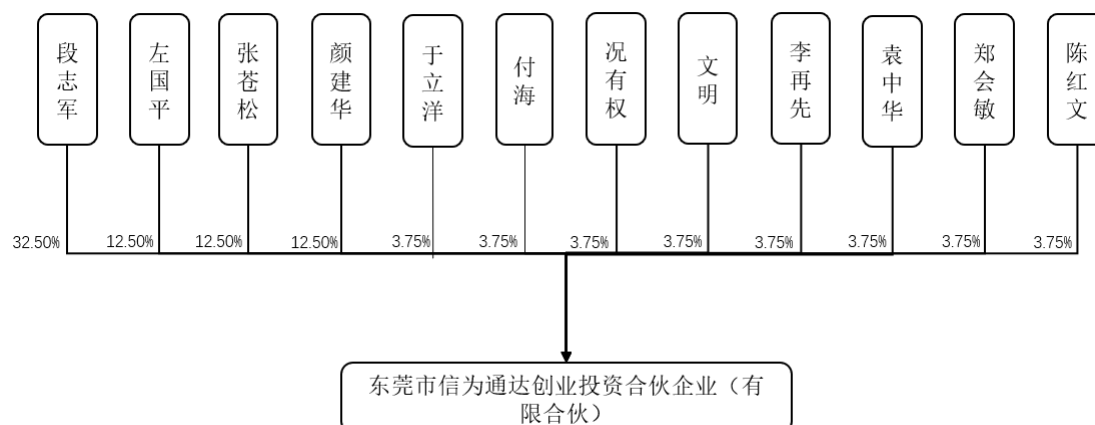 段志军
左国平
张苍松
颜建华
于立洋
付海
况有权
文明
李再先
袁中华
郑会敏
陈红文
32.50%
12.50%
12.50%
12.50%
3.75%
3.75%
3.75%
3.75%
3.75%
3.75%
3.75%
3.75%
东莞市信为通达创业投资合伙企业（有
限合伙）